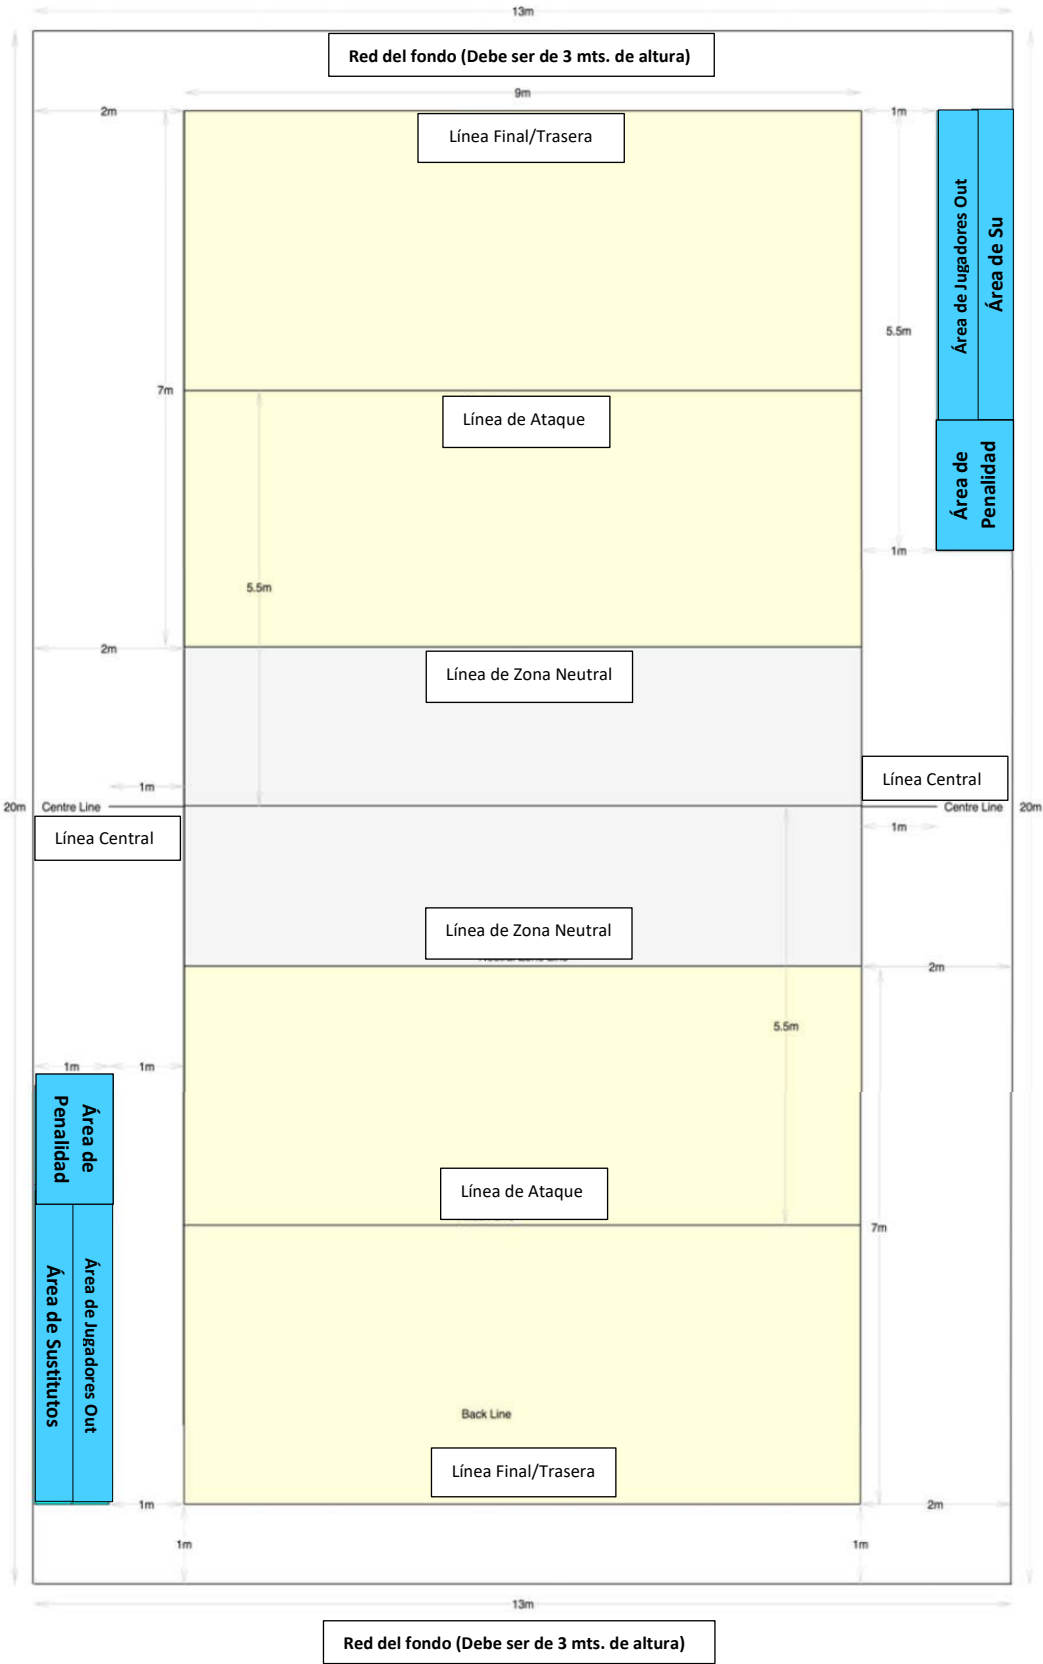 13m
Red del fondo (Debe ser de 3 mts. de altura)
9m
2m
1m
Línea Final/Trasera
Área de Jugadores Out
Área de Su
5.5m
7m
Línea de Ataque
Área de
Penalidad
1m
5.5m
2m
Línea de Zona Neutral
Línea Central
1m
20m
Centre Line
Centre Line
20m
Línea Central
1m
Línea de Zona Neutral
2m
5.5m
1m
1m
Área de
Penalidad
Línea de Ataque
7m
Área de Sustitutos
Área de Jugadores Out
Back Line
Línea Final/Trasera
1m
2m
1m
1m
13m
Red del fondo (Debe ser de 3 mts. de altura)